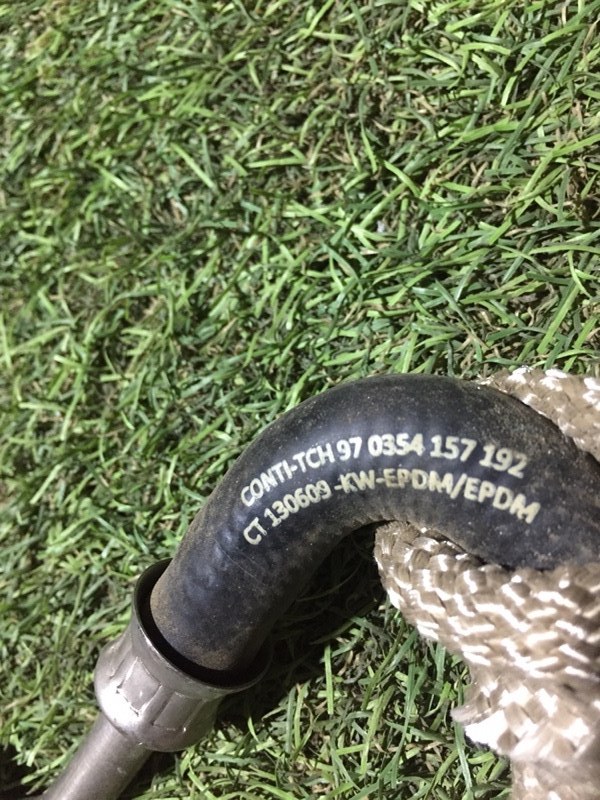 CONTI-TCH 97 0354 157 192
CT 130609 -KW-EPDM/EPDM